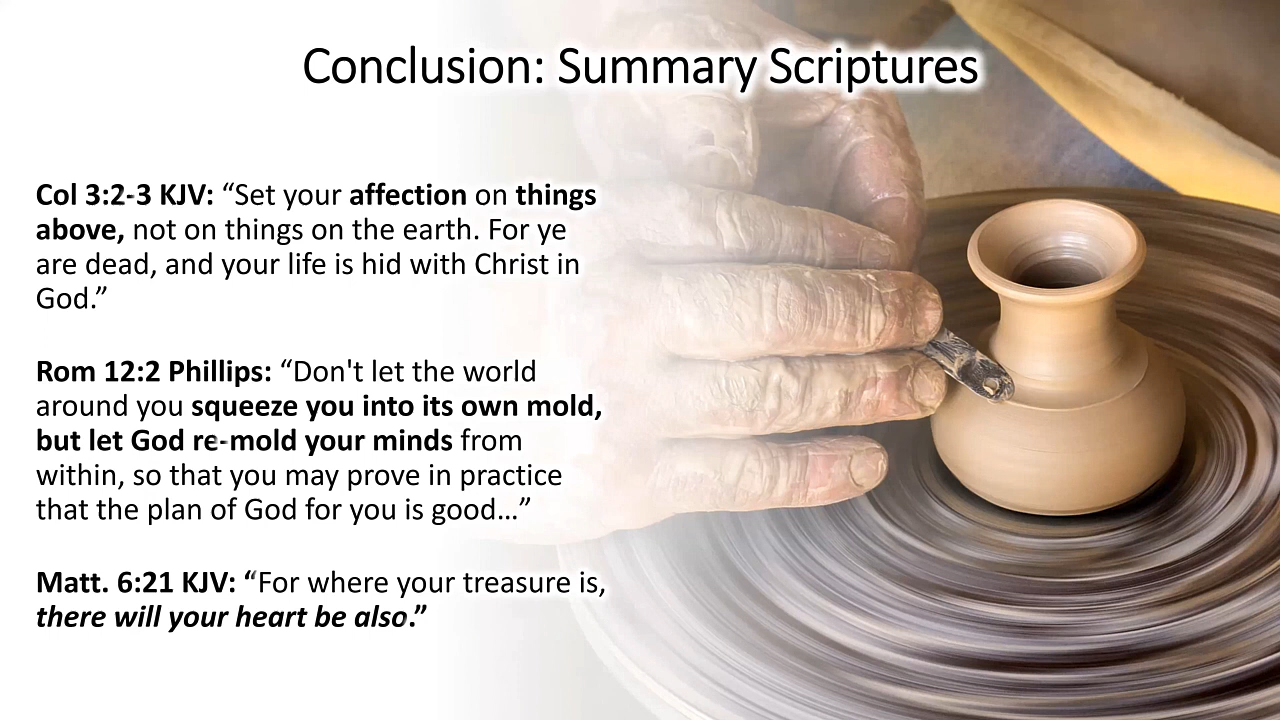 Conclusion: Summary Scriptures
Col 3:2-3 KJV: “Set your affection on things
above, not on things on the earth. For ye
are dead, and your life is hid with Christ in
God.”
Rom 12:2 Phillips: “Don't let the world
around you squeeze you into its own mold,
but let God re-mold your minds from
within, so that you may prove in practice
that the plan of God for you is good…”
Matt. 6:21 KJV: “For where your treasure is,
there will your heart be also.”